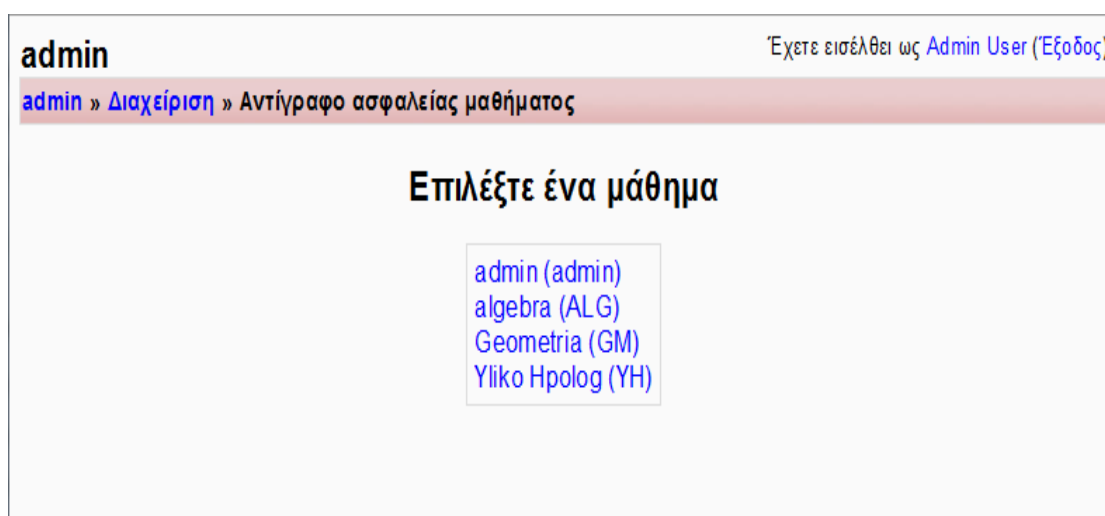 admin
Έχετε εισέλθει ως Admin User (Έξοδος)
admin » Διαχείριση » Αντίγραφο ασφαλείας μαθήματος
Επιλέξτε ένα μάθημα
admin (admin)
algebra (ALG)
Geometria (GM)
Yliko Hpolog (YH)